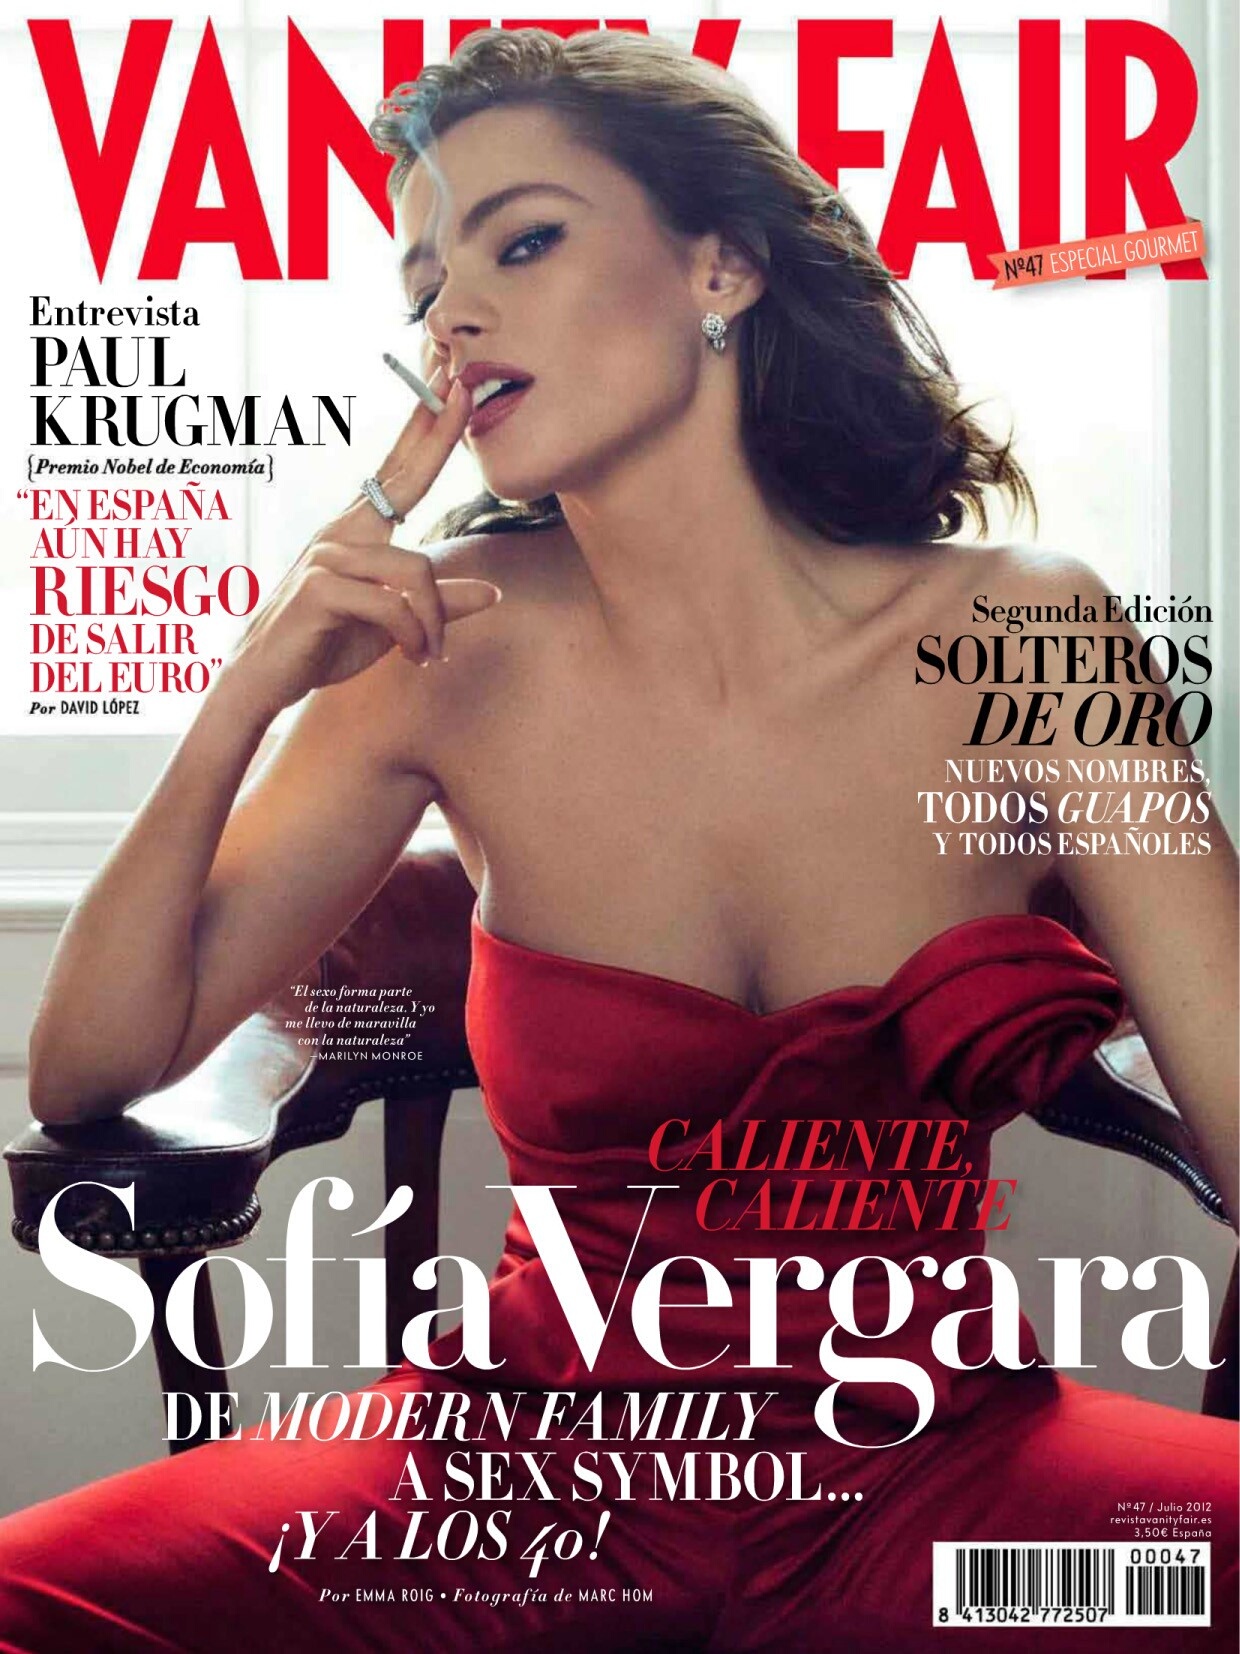 VANITY FAIR
Nº47 ESPECIAL GOURMET
Entrevista
PAUL
KRUGMAN
{Premio Nobel de Economía}
“EN ESPAÑA
AÚN HAY
RIESGO
DE SALIR
DEL EURO”
Por DAVID LÓPEZ
Segunda Edición
SOLTEROS
DE ORO
NUEVOS NOMBRES,
TODOS GUAPOS
Y TODOS ESPAÑOLES
“El sexo forma parte
de la naturaleza. Y yo
me llevo de maravilla
con la naturaleza”
—MARILYN MONROE
CALIENTE,
CALIENTE
Sofía Vergara
DE MODERN FAMILY
A SEX SYMBOL...
¡Y A LOS 40!
Por EMMA ROIG • Fotografía de MARC HOM
Nº 47 / Julio 2012
revistavanityfair.es
3,50€ España
00047
8 413042 772507